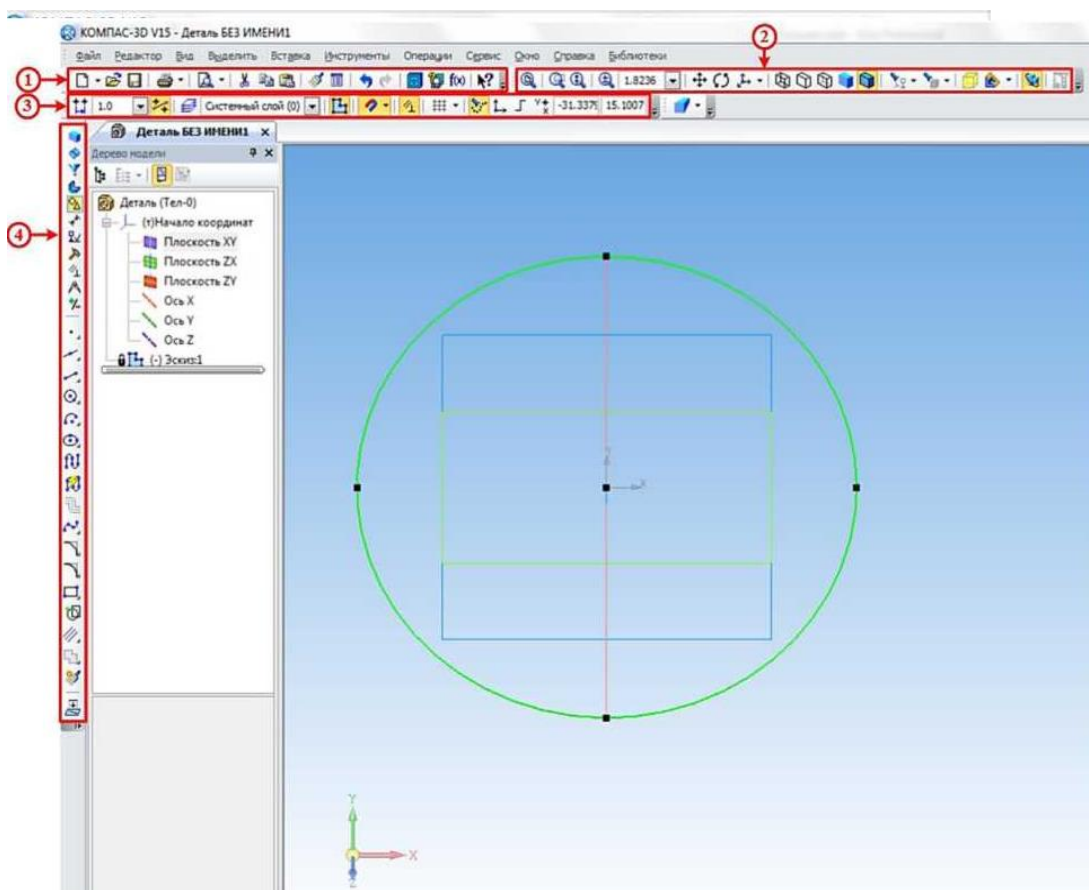 КОМПАС-3D V15 - Деталь БЕЗ ИМЕНИ1
Файл Редактор Вид Выделить Вставка Инструменты Операции Сервис Окно Справка Библиотеки
2
1
1.8236
f(x)
3
1.0
Системный слой (0)
-31.3379 15.1007
Деталь БЕЗ ИМЕНИ1
Дерево модели
Деталь (Тел-0)
(т)Начало координат
4
Плоскость XY
Плоскость ZX
Плоскость ZY
Ось X
Ось Y
Ось Z
(-) Эскиз:1
X
Y
X
Z